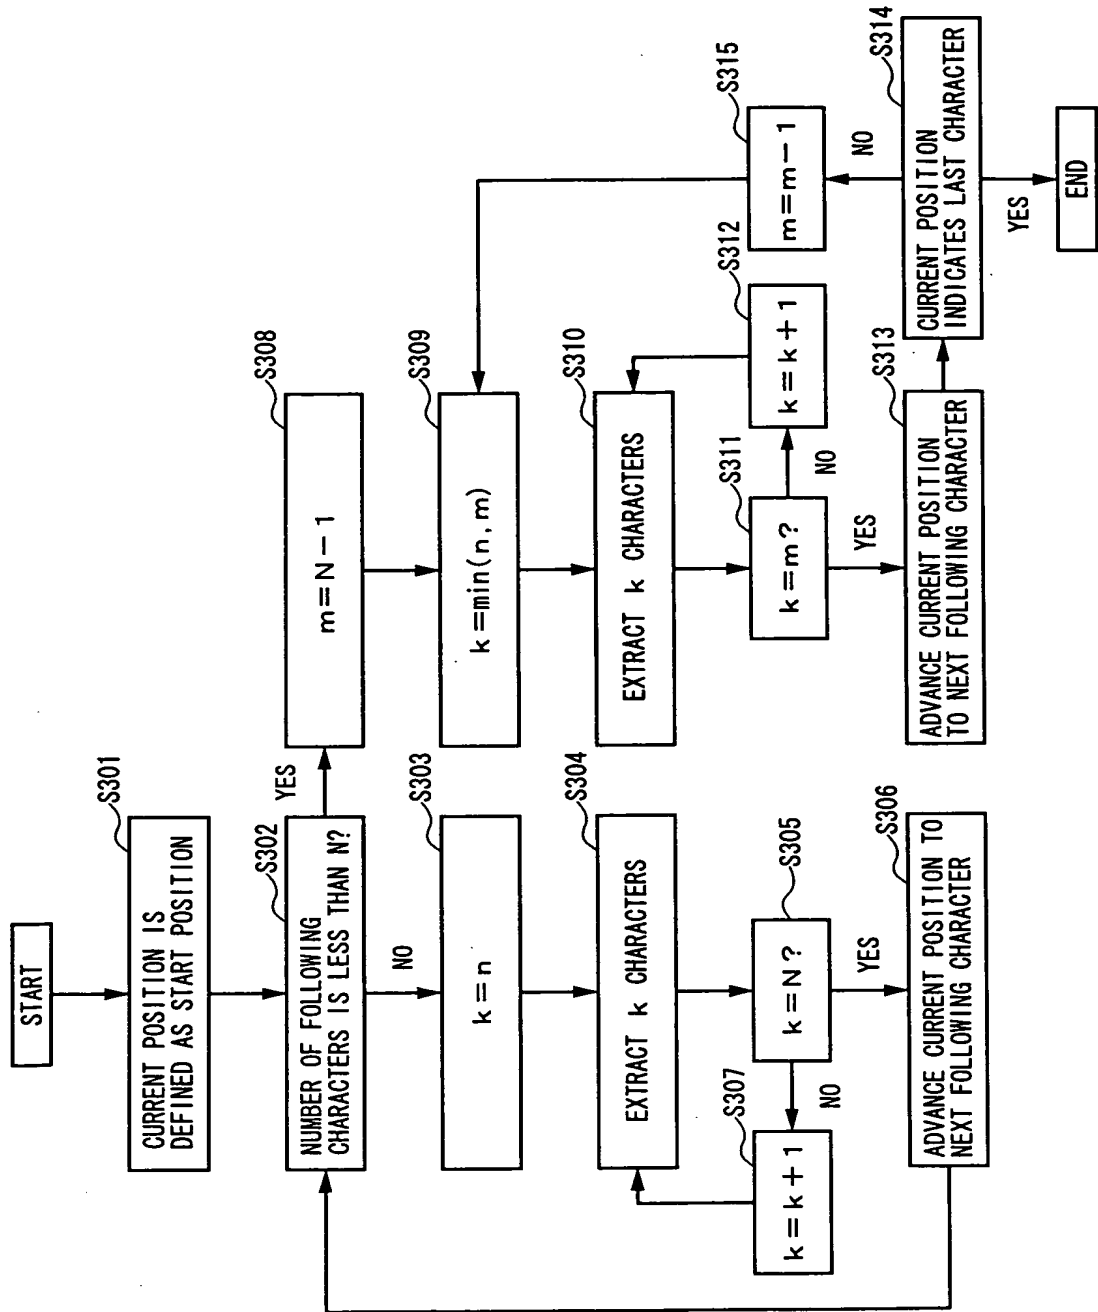 START
S301
CURRENT POSITION IS
DEFINED AS START POSITION
S302
NUMBER OF FOLLOWING
CHARACTERS IS LESS THAN N?
YES
NO
S303
k=n
S304
EXTRACT k CHARACTERS
S305
k=N?
NO
YES
S307
k=k+1
S306
ADVANCE CURRENT POSITION TO
NEXT FOLLOWING CHARACTER
S308
m=N-1
S309
k=min(n,m)
S310
EXTRACT k CHARACTERS
S311
k=m?
NO
YES
S312
k=k+1
S313
ADVANCE CURRENT POSITION
TO NEXT FOLLOWING CHARACTER
S314
CURRENT POSITION
INDICATES LAST CHARACTER
NO
YES
S315
m=m-1
END